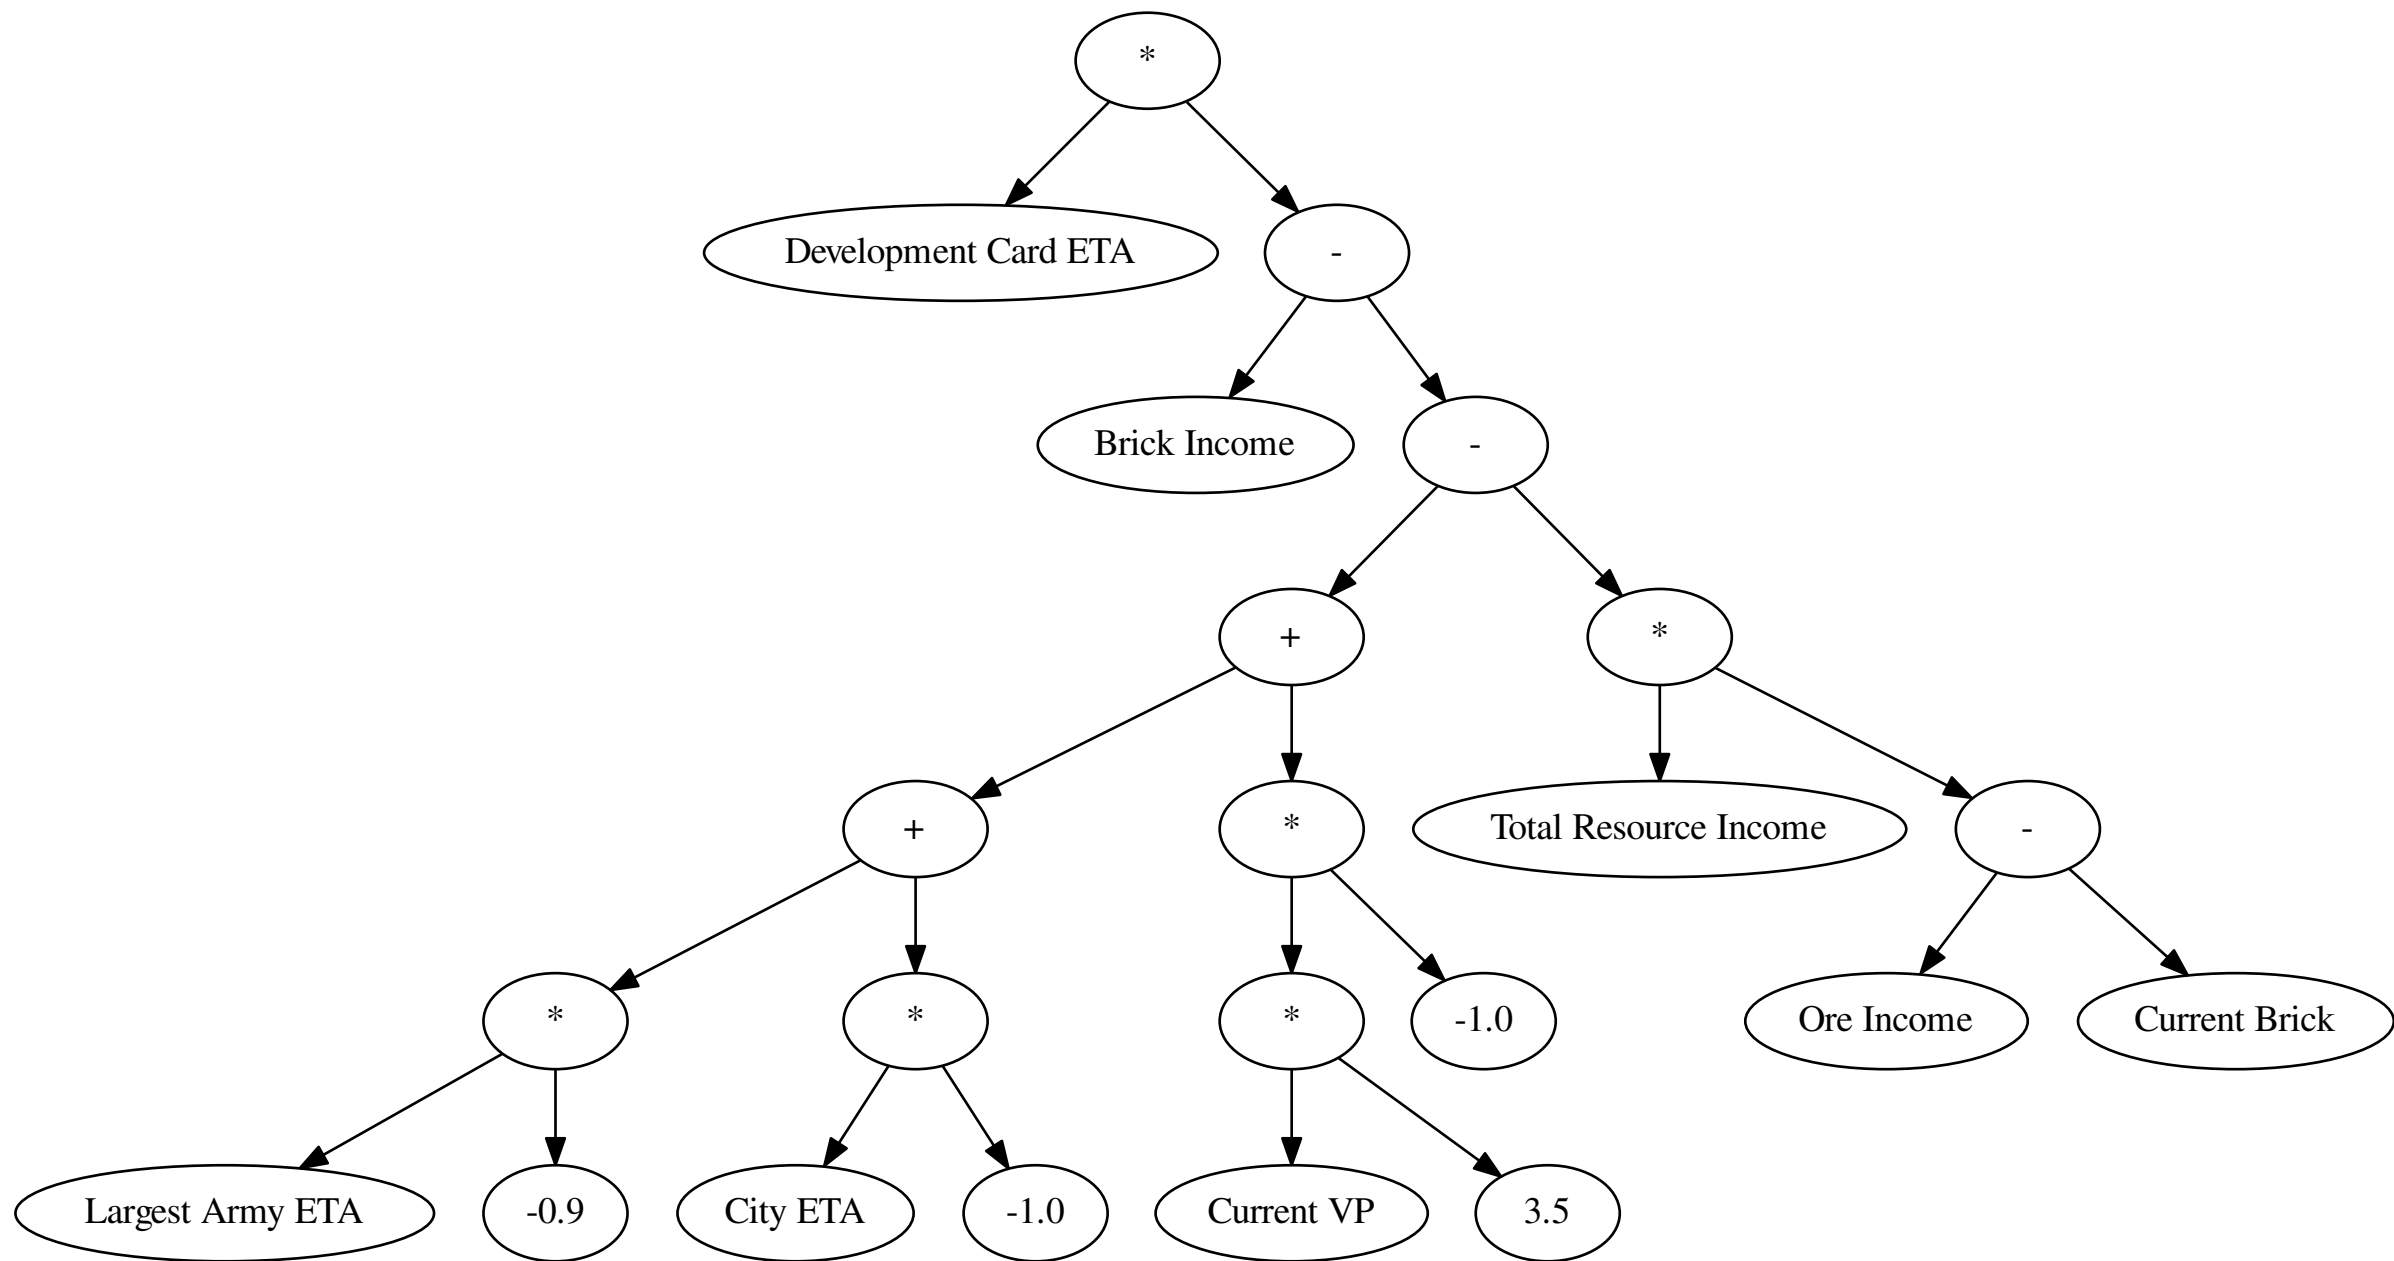 *
Development Card ETA
-
Brick Income
-
+
*
+
*
Total Resource Income
-
*
*
*
-1.0
Ore Income
Current Brick
Largest Army ETA
-0.9
City ETA
-1.0
Current VP
3.5